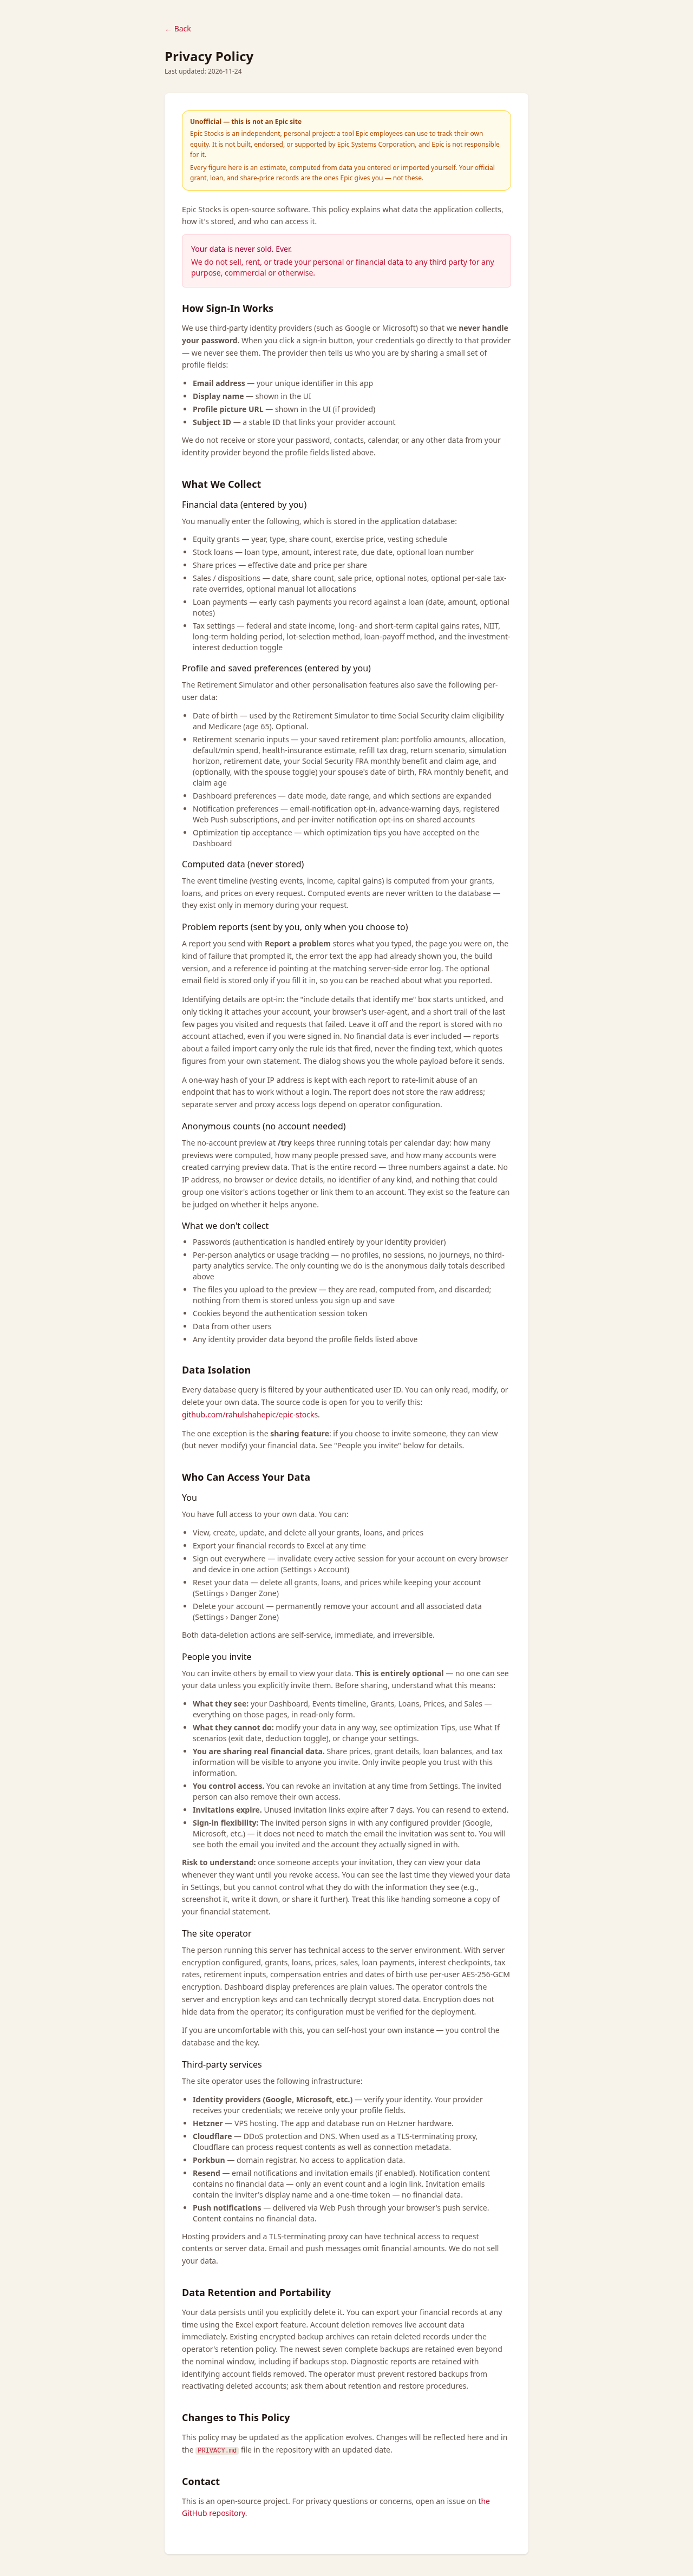 ← Back
Privacy Policy
Last updated: 2026-11-24
Unofficial — this is not an Epic site
Epic Stocks is an independent, personal project: a tool Epic employees can use to track their own
equity. It is not built, endorsed, or supported by Epic Systems Corporation, and Epic is not responsible
for it.
Every figure here is an estimate, computed from data you entered or imported yourself. Your official
grant, loan, and share-price records are the ones Epic gives you — not these.
Epic Stocks is open-source software. This policy explains what data the application collects,
how it's stored, and who can access it.
Your data is never sold. Ever.
We do not sell, rent, or trade your personal or financial data to any third party for any
purpose, commercial or otherwise.
How Sign-In Works
We use third-party identity providers (such as Google or Microsoft) so that we never handle
your password. When you click a sign-in button, your credentials go directly to that provider
— we never see them. The provider then tells us who you are by sharing a small set of
profile fields:
• Email address — your unique identifier in this app
• Display name — shown in the UI
• Profile picture URL — shown in the UI (if provided)
• Subject ID — a stable ID that links your provider account
We do not receive or store your password, contacts, calendar, or any other data from your
identity provider beyond the profile fields listed above.
What We Collect
Financial data (entered by you)
You manually enter the following, which is stored in the application database:
• Equity grants — year, type, share count, exercise price, vesting schedule
• Stock loans — loan type, amount, interest rate, due date, optional loan number
• Share prices — effective date and price per share
• Sales / dispositions — date, share count, sale price, optional notes, optional per-sale tax-
rate overrides, optional manual lot allocations
• Loan payments — early cash payments you record against a loan (date, amount, optional
notes)
• Tax settings — federal and state income, long- and short-term capital gains rates, NIIT,
long-term holding period, lot-selection method, loan-payoff method, and the investment-
interest deduction toggle
Profile and saved preferences (entered by you)
The Retirement Simulator and other personalisation features also save the following per-
user data:
• Date of birth — used by the Retirement Simulator to time Social Security claim eligibility
and Medicare (age 65). Optional.
• Retirement scenario inputs — your saved retirement plan: portfolio amounts, allocation,
default/min spend, health-insurance estimate, refill tax drag, return scenario, simulation
horizon, retirement date, your Social Security FRA monthly benefit and claim age, and
(optionally, with the spouse toggle) your spouse's date of birth, FRA monthly benefit, and
claim age
• Dashboard preferences — date mode, date range, and which sections are expanded
• Notification preferences — email-notification opt-in, advance-warning days, registered
Web Push subscriptions, and per-inviter notification opt-ins on shared accounts
• Optimization tip acceptance — which optimization tips you have accepted on the
Dashboard
Computed data (never stored)
The event timeline (vesting events, income, capital gains) is computed from your grants,
loans, and prices on every request. Computed events are never written to the database —
they exist only in memory during your request.
Problem reports (sent by you, only when you choose to)
A report you send with Report a problem stores what you typed, the page you were on, the
kind of failure that prompted it, the error text the app had already shown you, the build
version, and a reference id pointing at the matching server-side error log. The optional
email field is stored only if you fill it in, so you can be reached about what you reported.
Identifying details are opt-in: the "include details that identify me" box starts unticked, and
only ticking it attaches your account, your browser's user-agent, and a short trail of the last
few pages you visited and requests that failed. Leave it off and the report is stored with no
account attached, even if you were signed in. No financial data is ever included — reports
about a failed import carry only the rule ids that fired, never the finding text, which quotes
figures from your own statement. The dialog shows you the whole payload before it sends.
A one-way hash of your IP address is kept with each report to rate-limit abuse of an
endpoint that has to work without a login. The report does not store the raw address;
separate server and proxy access logs depend on operator configuration.
Anonymous counts (no account needed)
The no-account preview at /try keeps three running totals per calendar day: how many
previews were computed, how many people pressed save, and how many accounts were
created carrying preview data. That is the entire record — three numbers against a date. No
IP address, no browser or device details, no identifier of any kind, and nothing that could
group one visitor's actions together or link them to an account. They exist so the feature can
be judged on whether it helps anyone.
What we don't collect
• Passwords (authentication is handled entirely by your identity provider)
• Per-person analytics or usage tracking — no profiles, no sessions, no journeys, no third-
party analytics service. The only counting we do is the anonymous daily totals described
above
• The files you upload to the preview — they are read, computed from, and discarded;
nothing from them is stored unless you sign up and save
• Cookies beyond the authentication session token
• Data from other users
• Any identity provider data beyond the profile fields listed above
Data Isolation
Every database query is filtered by your authenticated user ID. You can only read, modify, or
delete your own data. The source code is open for you to verify this:
github.com/rahulshahepic/epic-stocks.
The one exception is the sharing feature: if you choose to invite someone, they can view
(but never modify) your financial data. See "People you invite" below for details.
Who Can Access Your Data
You
You have full access to your own data. You can:
• View, create, update, and delete all your grants, loans, and prices
• Export your financial records to Excel at any time
• Sign out everywhere — invalidate every active session for your account on every browser
and device in one action (Settings › Account)
• Reset your data — delete all grants, loans, and prices while keeping your account
(Settings › Danger Zone)
• Delete your account — permanently remove your account and all associated data
(Settings › Danger Zone)
Both data-deletion actions are self-service, immediate, and irreversible.
People you invite
You can invite others by email to view your data. This is entirely optional — no one can see
your data unless you explicitly invite them. Before sharing, understand what this means:
• What they see: your Dashboard, Events timeline, Grants, Loans, Prices, and Sales —
everything on those pages, in read-only form.
• What they cannot do: modify your data in any way, see optimization Tips, use What If
scenarios (exit date, deduction toggle), or change your settings.
• You are sharing real financial data. Share prices, grant details, loan balances, and tax
information will be visible to anyone you invite. Only invite people you trust with this
information.
• You control access. You can revoke an invitation at any time from Settings. The invited
person can also remove their own access.
• Invitations expire. Unused invitation links expire after 7 days. You can resend to extend.
• Sign-in flexibility: The invited person signs in with any configured provider (Google,
Microsoft, etc.) — it does not need to match the email the invitation was sent to. You will
see both the email you invited and the account they actually signed in with.
Risk to understand: once someone accepts your invitation, they can view your data
whenever they want until you revoke access. You can see the last time they viewed your data
in Settings, but you cannot control what they do with the information they see (e.g.,
screenshot it, write it down, or share it further). Treat this like handing someone a copy of
your financial statement.
The site operator
The person running this server has technical access to the server environment. With server
encryption configured, grants, loans, prices, sales, loan payments, interest checkpoints, tax
rates, retirement inputs, compensation entries and dates of birth use per-user AES-256-GCM
encryption. Dashboard display preferences are plain values. The operator controls the
server and encryption keys and can technically decrypt stored data. Encryption does not
hide data from the operator; its configuration must be verified for the deployment.
If you are uncomfortable with this, you can self-host your own instance — you control the
database and the key.
Third-party services
The site operator uses the following infrastructure:
• Identity providers (Google, Microsoft, etc.) — verify your identity. Your provider
receives your credentials; we receive only your profile fields.
• Hetzner — VPS hosting. The app and database run on Hetzner hardware.
• Cloudflare — DDoS protection and DNS. When used as a TLS-terminating proxy,
Cloudflare can process request contents as well as connection metadata.
• Porkbun — domain registrar. No access to application data.
• Resend — email notifications and invitation emails (if enabled). Notification content
contains no financial data — only an event count and a login link. Invitation emails
contain the inviter's display name and a one-time token — no financial data.
• Push notifications — delivered via Web Push through your browser's push service.
Content contains no financial data.
Hosting providers and a TLS-terminating proxy can have technical access to request
contents or server data. Email and push messages omit financial amounts. We do not sell
your data.
Data Retention and Portability
Your data persists until you explicitly delete it. You can export your financial records at any
time using the Excel export feature. Account deletion removes live account data
immediately. Existing encrypted backup archives can retain deleted records under the
operator's retention policy. The newest seven complete backups are retained even beyond
the nominal window, including if backups stop. Diagnostic reports are retained with
identifying account fields removed. The operator must prevent restored backups from
reactivating deleted accounts; ask them about retention and restore procedures.
Changes to This Policy
This policy may be updated as the application evolves. Changes will be reflected here and in
the PRIVACY.md file in the repository with an updated date.
Contact
This is an open-source project. For privacy questions or concerns, open an issue on the
GitHub repository.